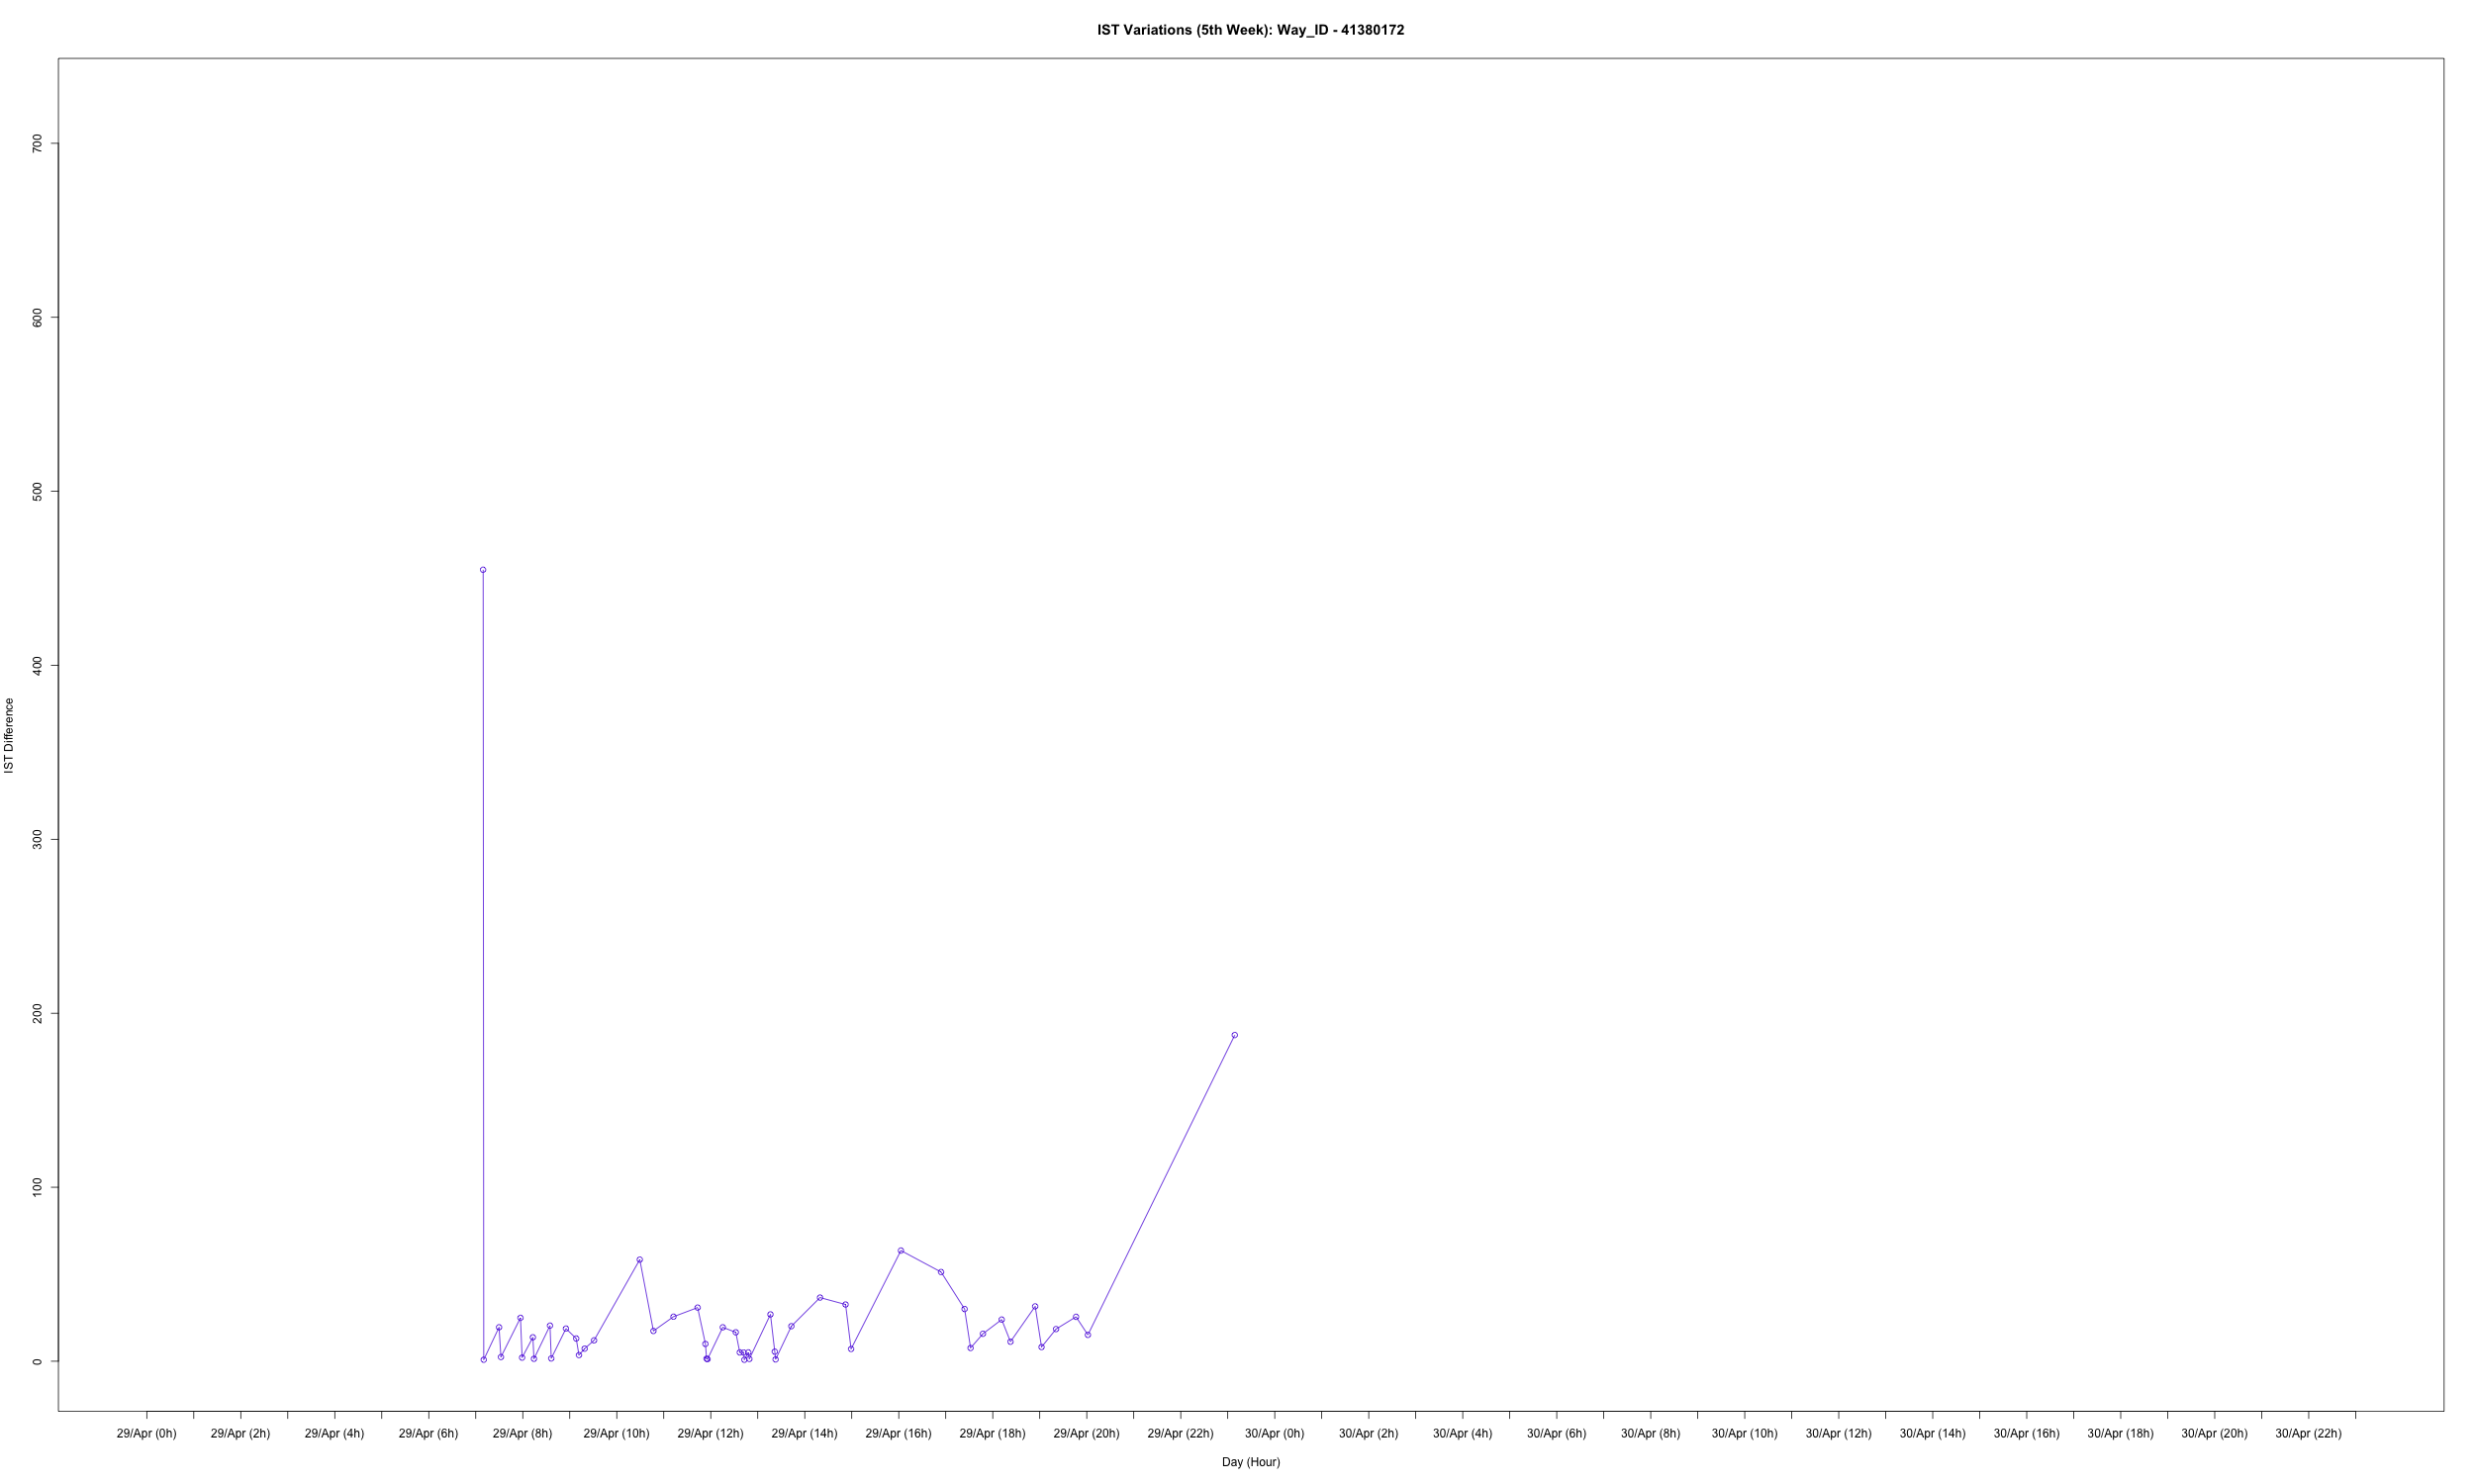 IST Variations (5th Week): Way_ID - 41380172
700
600
500
400
300
200
100
0
IST Difference
29/Apr (0h) 29/Apr (2h) 29/Apr (4h) 29/Apr (6h) 29/Apr (8h) 29/Apr (10h) 29/Apr (12h) 29/Apr (14h) 29/Apr (16h) 29/Apr (18h) 29/Apr (20h) 29/Apr (22h) 30/Apr (0h) 30/Apr (2h) 30/Apr (4h) 30/Apr (6h) 30/Apr (8h) 30/Apr (10h) 30/Apr (12h) 30/Apr (14h) 30/Apr (16h) 30/Apr (18h) 30/Apr (20h) 30/Apr (22h)
Day (Hour)